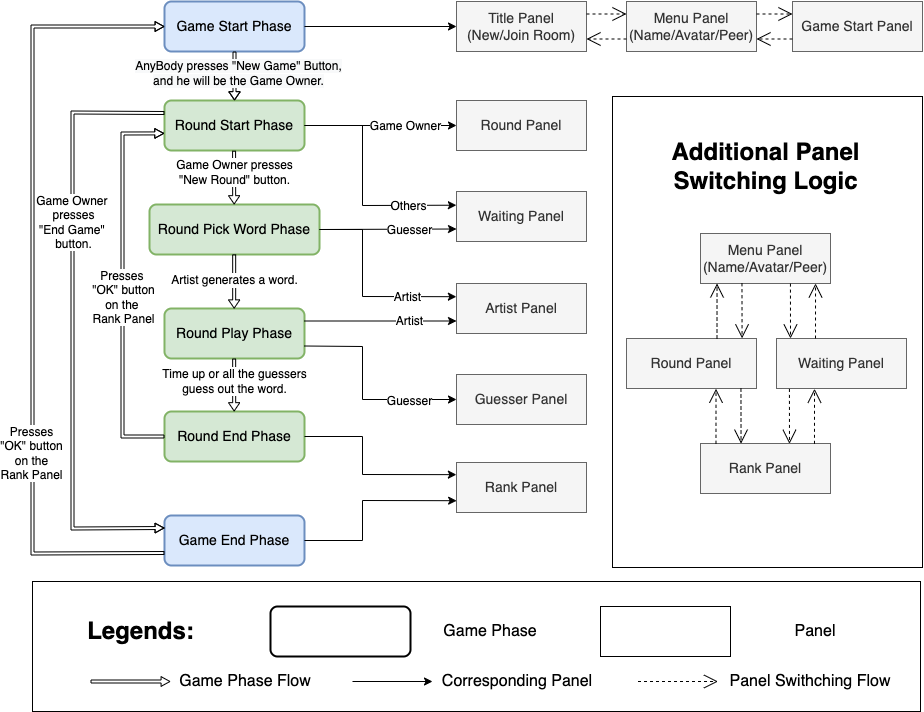 Game Start Phase
Title Panel
(New/Join Room)
Menu Panel
(Name/Avatar/Peer)
Game Start Panel
AnyBody presses "New Game" Button,
and he will be the Game Owner.
Round Start Phase
Game Owner
Round Panel
Game Owner presses
"New Round" button.
Others
Waiting Panel
Round Pick Word Phase
Guesser
Game Owner
presses
"End Game"
button.
Artist generates a word.
Presses
"OK" button
on the
Rank Panel
Artist
Artist Panel
Round Play Phase
Artist
Time up or all the guessers
guess out the word.
Guesser
Guesser Panel
Round End Phase
Presses
"OK" button
on the
Rank Panel
Rank Panel
Game End Phase
Additional Panel
Switching Logic
Menu Panel
(Name/Avatar/Peer)
Round Panel
Waiting Panel
Rank Panel
Legends:
Game Phase
Panel
Game Phase Flow
Corresponding Panel
Panel Swithching Flow